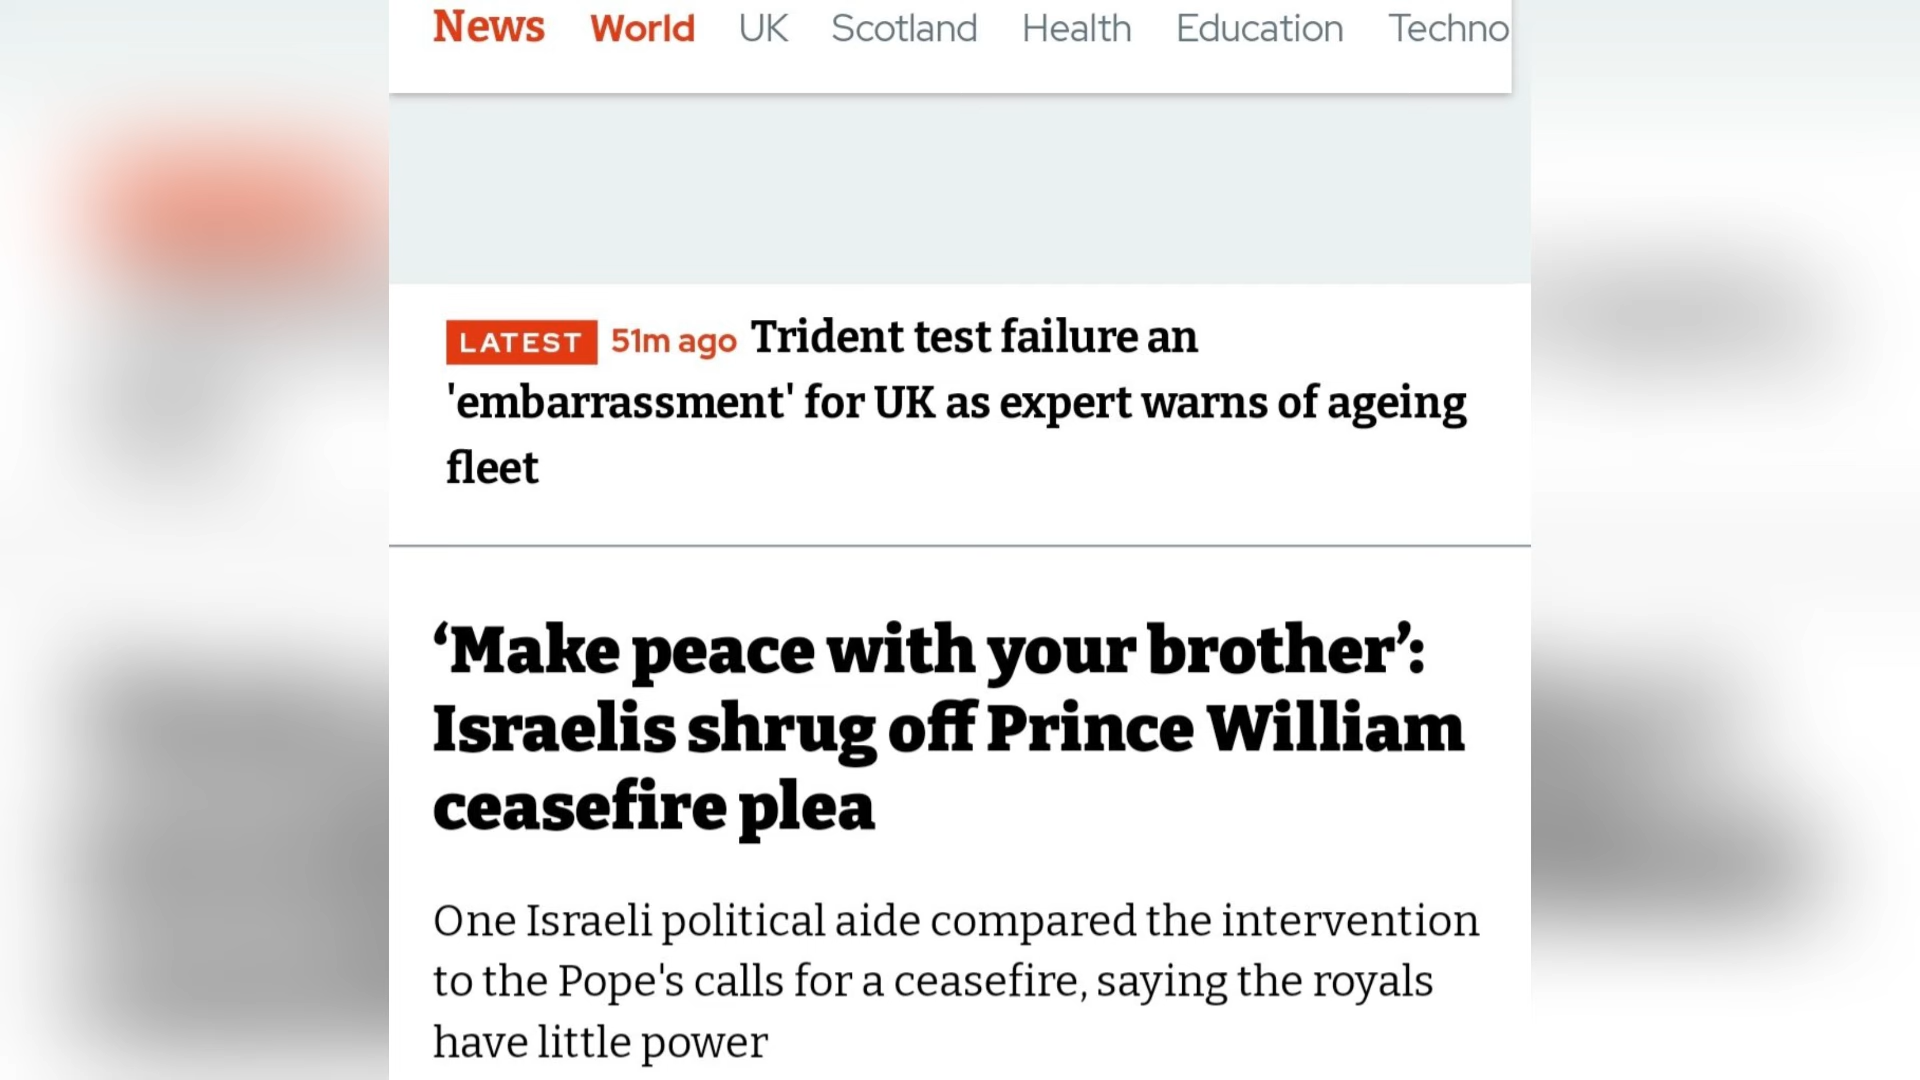 News World UK Scotland Health Education Techno
LATEST 51m ago Trident test failure an
'embarrassment' for UK as expert warns of ageing
fleet
‘Make peace with your brother’:
Israelis shrug off Prince William
ceasefire plea
One Israeli political aide compared the intervention
to the Pope's calls for a ceasefire, saying the royals
have little power